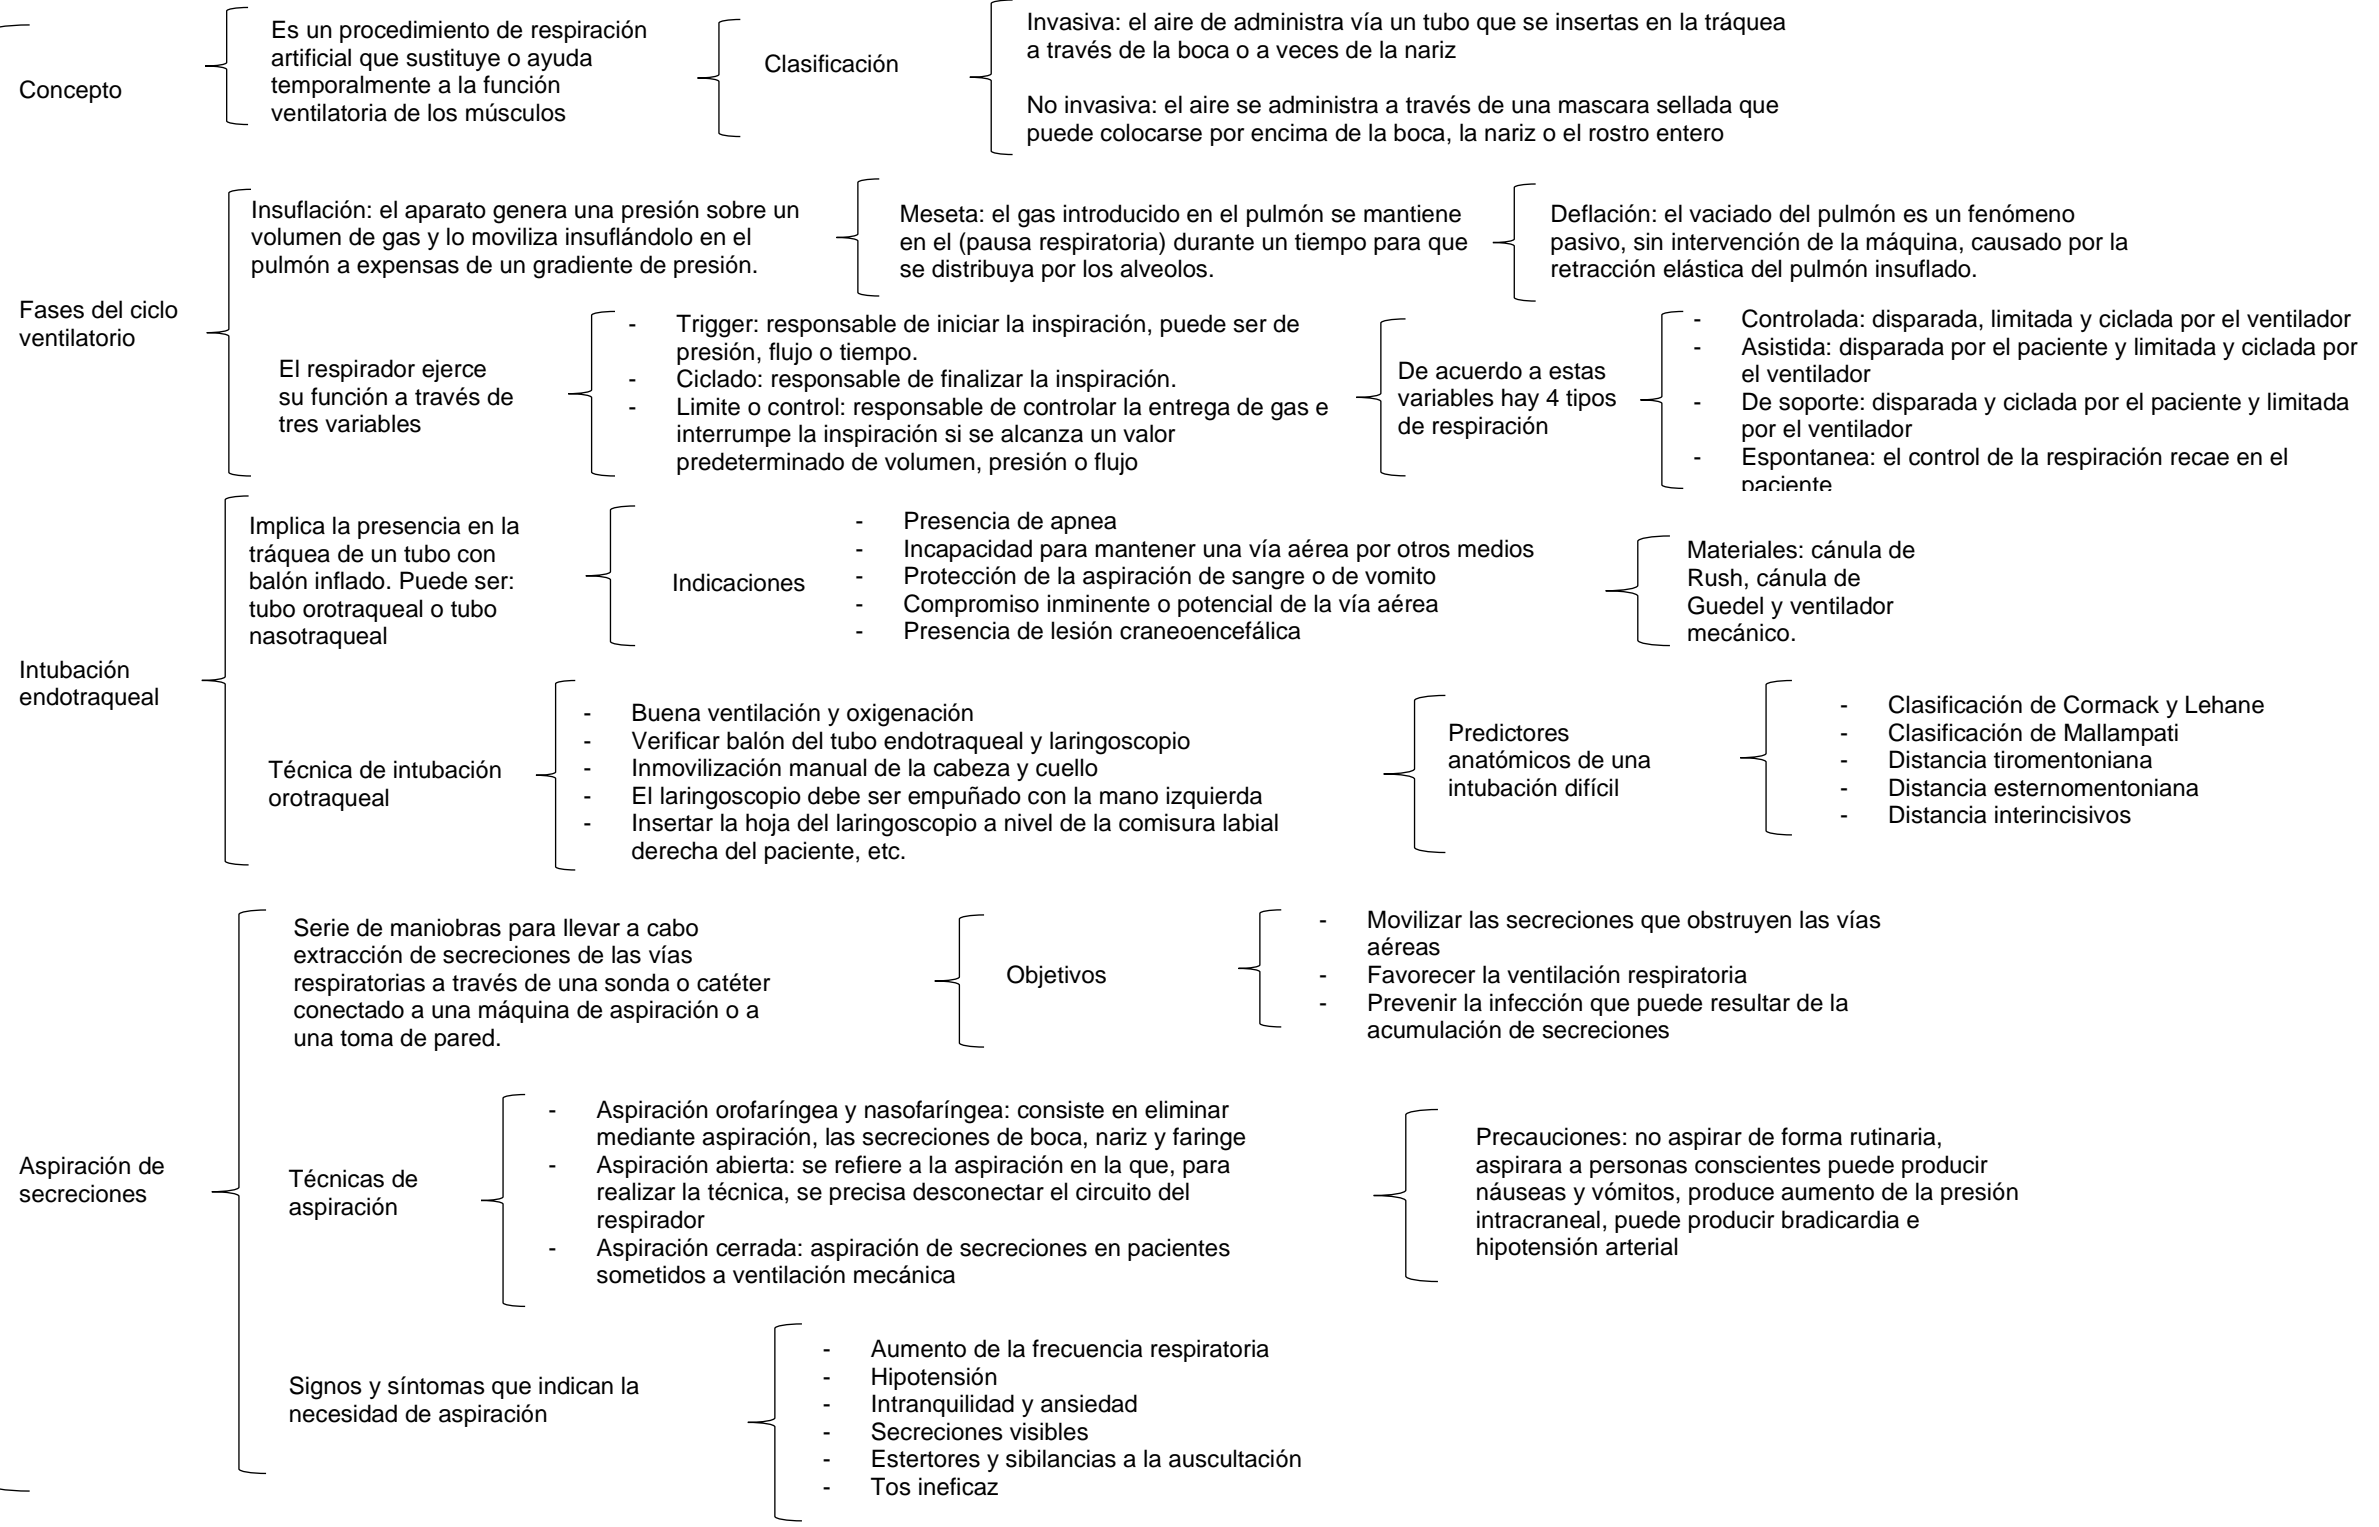 Concepto
Es un procedimiento de respiración
artificial que sustituye o ayuda
temporalmente a la función
ventilatoria de los músculos
Clasificación
Invasiva: el aire de administra vía un tubo que se insertas en la tráquea
a través de la boca o a veces de la nariz
No invasiva: el aire se administra a través de una mascara sellada que
puede colocarse por encima de la boca, la nariz o el rostro entero
Fases del ciclo
ventilatorio
Insuflación: el aparato genera una presión sobre un
volumen de gas y lo moviliza insuflándolo en el
pulmón a expensas de un gradiente de presión.
Meseta: el gas introducido en el pulmón se mantiene
en el (pausa respiratoria) durante un tiempo para que
se distribuya por los alveolos.
Deflación: el vaciado del pulmón es un fenómeno
pasivo, sin intervención de la máquina, causado por la
retracción elástica del pulmón insuflado.
El respirador ejerce
su función a través de
tres variables
- Trigger: responsable de iniciar la inspiración, puede ser de
presión, flujo o tiempo.
- Ciclado: responsable de finalizar la inspiración.
- Limite o control: responsable de controlar la entrega de gas e
interrumpe la inspiración si se alcanza un valor
predeterminado de volumen, presión o flujo
De acuerdo a estas
variables hay 4 tipos
de respiración
- Controlada: disparada, limitada y ciclada por el ventilador
- Asistida: disparada por el paciente y limitada y ciclada por
el ventilador
- De soporte: disparada y ciclada por el paciente y limitada
por el ventilador
- Espontanea: el control de la respiración recae en el
paciente
Intubación
endotraqueal
Implica la presencia en la
tráquea de un tubo con
balón inflado. Puede ser:
tubo orotraqueal o tubo
nasotraqueal
Indicaciones
- Presencia de apnea
- Incapacidad para mantener una vía aérea por otros medios
- Protección de la aspiración de sangre o de vomito
- Compromiso inminente o potencial de la vía aérea
- Presencia de lesión craneoencefálica
Materiales: cánula de
Rush, cánula de
Guedel y ventilador
mecánico.
Técnica de intubación
orotraqueal
- Buena ventilación y oxigenación
- Verificar balón del tubo endotraqueal y laringoscopio
- Inmovilización manual de la cabeza y cuello
- El laringoscopio debe ser empuñado con la mano izquierda
- Insertar la hoja del laringoscopio a nivel de la comisura labial
derecha del paciente, etc.
Predictores
anatómicos de una
intubación difícil
- Clasificación de Cormack y Lehane
- Clasificación de Mallampati
- Distancia tiromentoniana
- Distancia esternomentoniana
- Distancia interincisivos
Aspiración de
secreciones
Serie de maniobras para llevar a cabo
extracción de secreciones de las vías
respiratorias a través de una sonda o catéter
conectado a una máquina de aspiración o a
una toma de pared.
Objetivos
- Movilizar las secreciones que obstruyen las vías
aéreas
- Favorecer la ventilación respiratoria
- Prevenir la infección que puede resultar de la
acumulación de secreciones
Técnicas de
aspiración
- Aspiración orofaríngea y nasofaríngea: consiste en eliminar
mediante aspiración, las secreciones de boca, nariz y faringe
- Aspiración abierta: se refiere a la aspiración en la que, para
realizar la técnica, se precisa desconectar el circuito del
respirador
- Aspiración cerrada: aspiración de secreciones en pacientes
sometidos a ventilación mecánica
Precauciones: no aspirar de forma rutinaria,
aspirara a personas conscientes puede producir
náuseas y vómitos, produce aumento de la presión
intracraneal, puede producir bradicardia e
hipotensión arterial
Signos y síntomas que indican la
necesidad de aspiración
- Aumento de la frecuencia respiratoria
- Hipotensión
- Intranquilidad y ansiedad
- Secreciones visibles
- Estertores y sibilancias a la auscultación
- Tos ineficaz